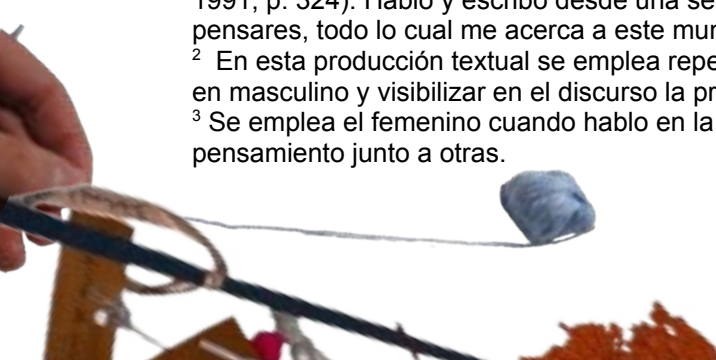 1991, p. 324). Hablo y escribo desde una se
pensares, todo lo cual me acerca a este mu
² En esta producción textual se emplea repe
en masculino y visibilizar en el discurso la pr
³ Se emplea el femenino cuando hablo en la
pensamiento junto a otras.